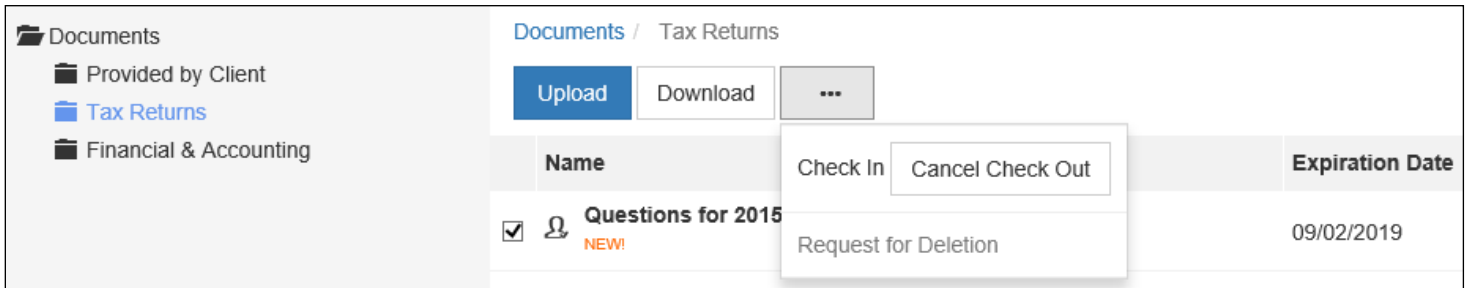 Documents
Provided by Client
Tax Returns
Financial & Accounting
Documents / Tax Returns
Upload Download •••
Name Expiration Date
Check In Cancel Check Out
Questions for 2015
NEW!
09/02/2019
Request for Deletion